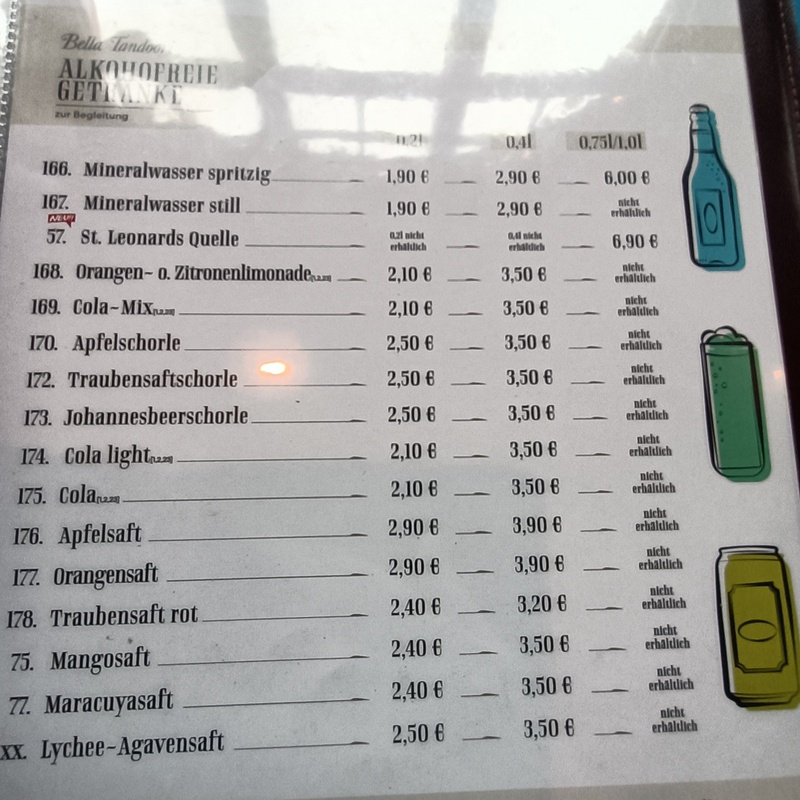 Bella Tandoori
ALKOHOFREIE
GETRÄNKE
zur Begleitung
0,2l 0,4l 0,75l/1,0l
166. Mineralwasser spritzig 1,90 € 2,90 € 6,00 €
167. Mineralwasser still 1,90 € 2,90 € nicht erhältlich
NEU!
57. St. Leonards Quelle 0,2l nicht erhältlich 0,4l nicht erhältlich 6,90 €
168. Orangen- o. Zitronenlimonade 2,10 € 3,50 € nicht erhältlich
169. Cola-Mix 2,10 € 3,50 € nicht erhältlich
170. Apfelschorle 2,50 € 3,50 € nicht erhältlich
172. Traubensaftschorle 2,50 € 3,50 € nicht erhältlich
173. Johannesbeerschorle 2,50 € 3,50 € nicht erhältlich
174. Cola light 2,10 € 3,50 € nicht erhältlich
175. Cola 2,10 € 3,50 € nicht erhältlich
176. Apfelsaft 2,90 € 3,90 € nicht erhältlich
177. Orangensaft 2,90 € 3,90 € nicht erhältlich
178. Traubensaft rot 2,40 € 3,20 € nicht erhältlich
75. Mangosaft 2,40 € 3,50 € nicht erhältlich
77. Maracuyasaft 2,40 € 3,50 € nicht erhältlich
xx. Lychee-Agavensaft 2,50 € 3,50 € nicht erhältlich